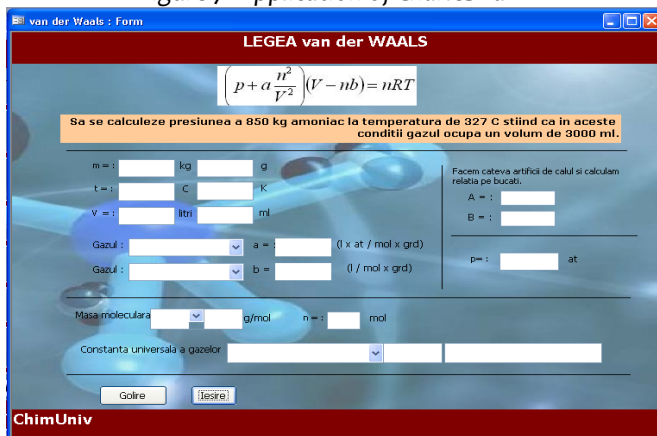 van der Waals : Form
LEGEA van der WAALS
(p + a n²/V²)(V − nb) = nRT
Sa se calculeze presiunea a 850 kg amoniac la temperatura de 327 C stiind ca in aceste
conditii gazul ocupa un volum de 3000 ml.
m = : kg g
t = : C K
V = : litri ml
Gazul : a = : (l x at / mol x grd)
Gazul : b = (l / mol x grd)
Facem cateva artificii de calul si calculam
relatia pe bucati.
A = :
B = :
p= : at
Masa moleculara g/mol n = : mol
Constanta universala a gazelor
Golire Iesire
ChimUniv